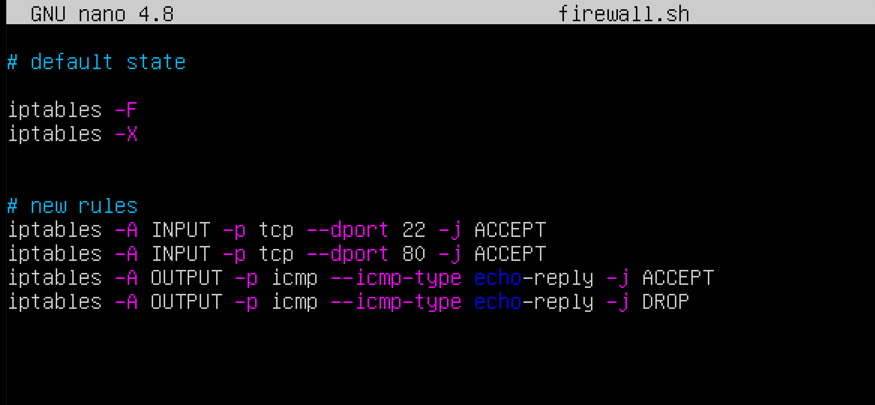 GNU nano 4.8 firewall.sh
# default state
iptables -F
iptables -X
# new rules
iptables -A INPUT -p tcp --dport 22 -j ACCEPT
iptables -A INPUT -p tcp --dport 80 -j ACCEPT
iptables -A OUTPUT -p icmp --icmp-type echo-reply -j ACCEPT
iptables -A OUTPUT -p icmp --icmp-type echo-reply -j DROP